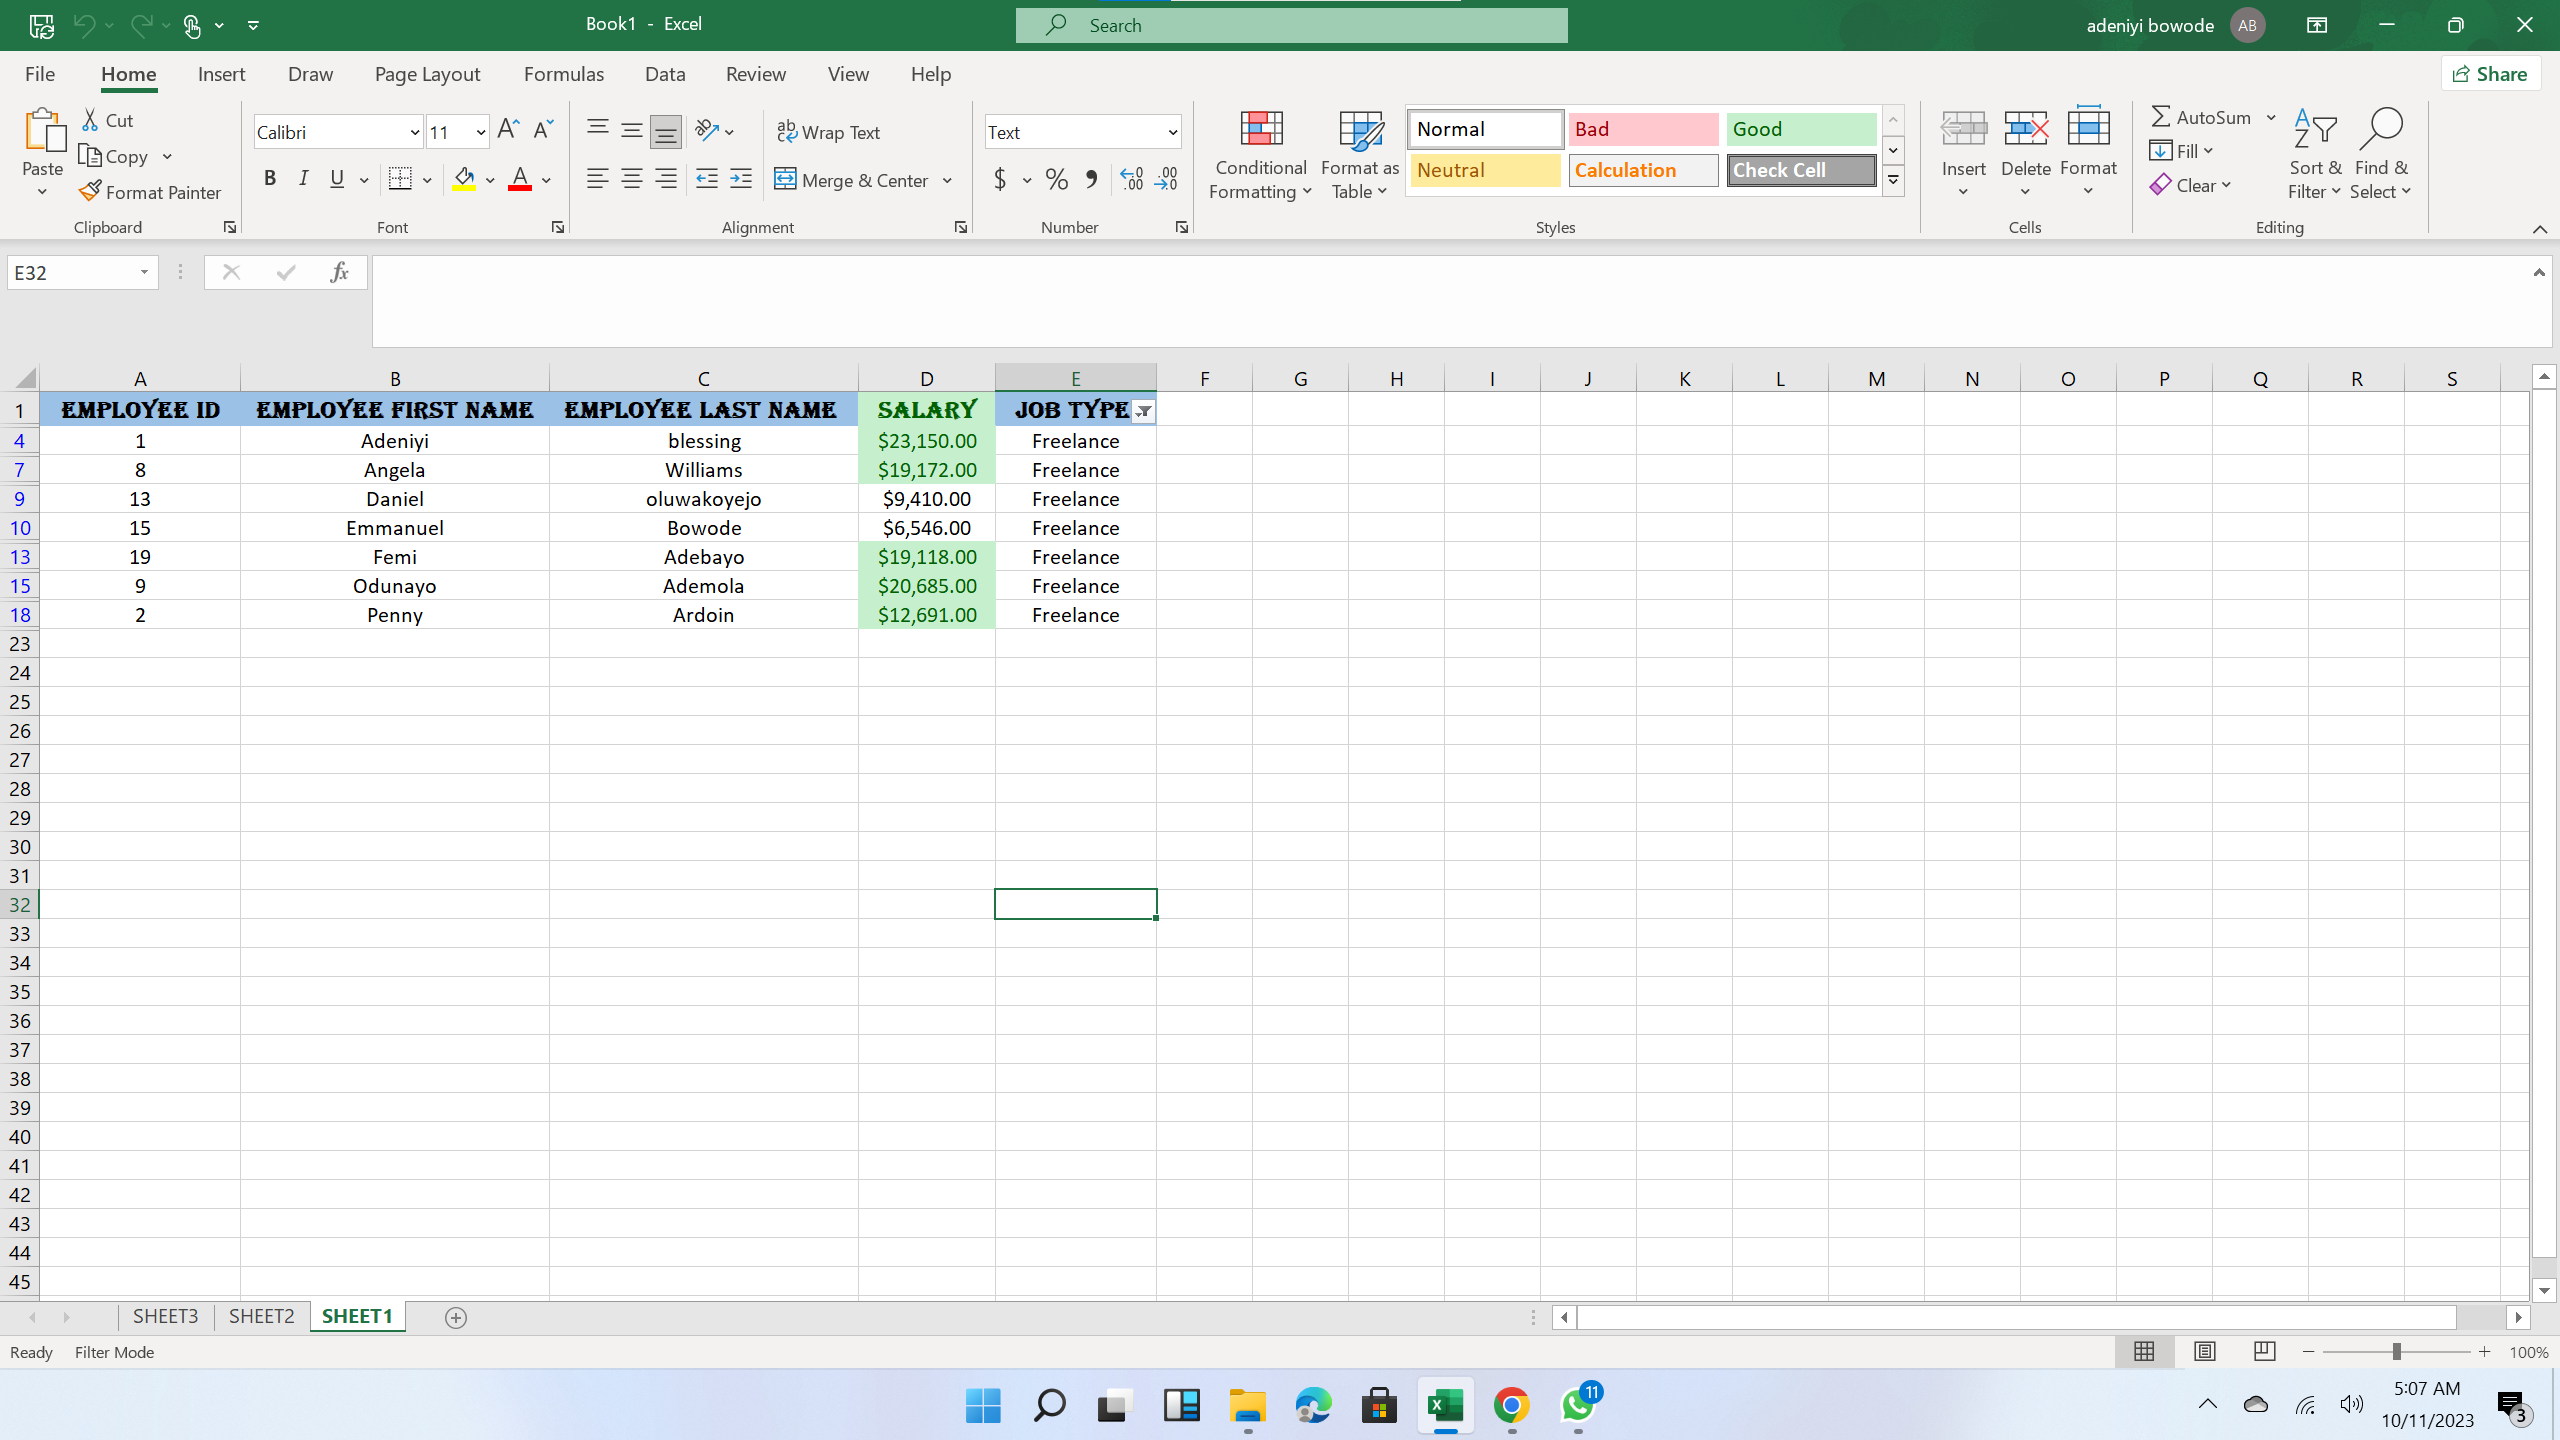 Book1 - Excel
Search
adeniyi bowode AB
File Home Insert Draw Page Layout Formulas Data Review View Help
Share
Paste
Cut
Copy
Format Painter
Clipboard
Calibri 11
B I U A
Font
ab Wrap Text
Merge & Center
Alignment
Text
$ % 9 .00 .00
Number
Conditional Formatting
Format as Table
Normal Bad Good
Neutral Calculation Check Cell
Styles
Insert Delete Format
Cells
AutoSum
Fill
Clear
Sort & Filter
Find & Select
Editing
E32
fx
A B C D E F G H I J K L M N O P Q R S
1 EMPLOYEE ID EMPLOYEE FIRST NAME EMPLOYEE LAST NAME SALARY JOB TYPE
4 1 Adeniyi blessing $23,150.00 Freelance
7 8 Angela Williams $19,172.00 Freelance
9 13 Daniel oluwakoyejo $9,410.00 Freelance
10 15 Emmanuel Bowode $6,546.00 Freelance
13 19 Femi Adebayo $19,118.00 Freelance
15 9 Odunayo Ademola $20,685.00 Freelance
18 2 Penny Ardoin $12,691.00 Freelance
23
24
25
26
27
28
29
30
31
32
33
34
35
36
37
38
39
40
41
42
43
44
45
SHEET3 SHEET2 SHEET1
Ready Filter Mode
100%
11
5:07 AM
10/11/2023
3